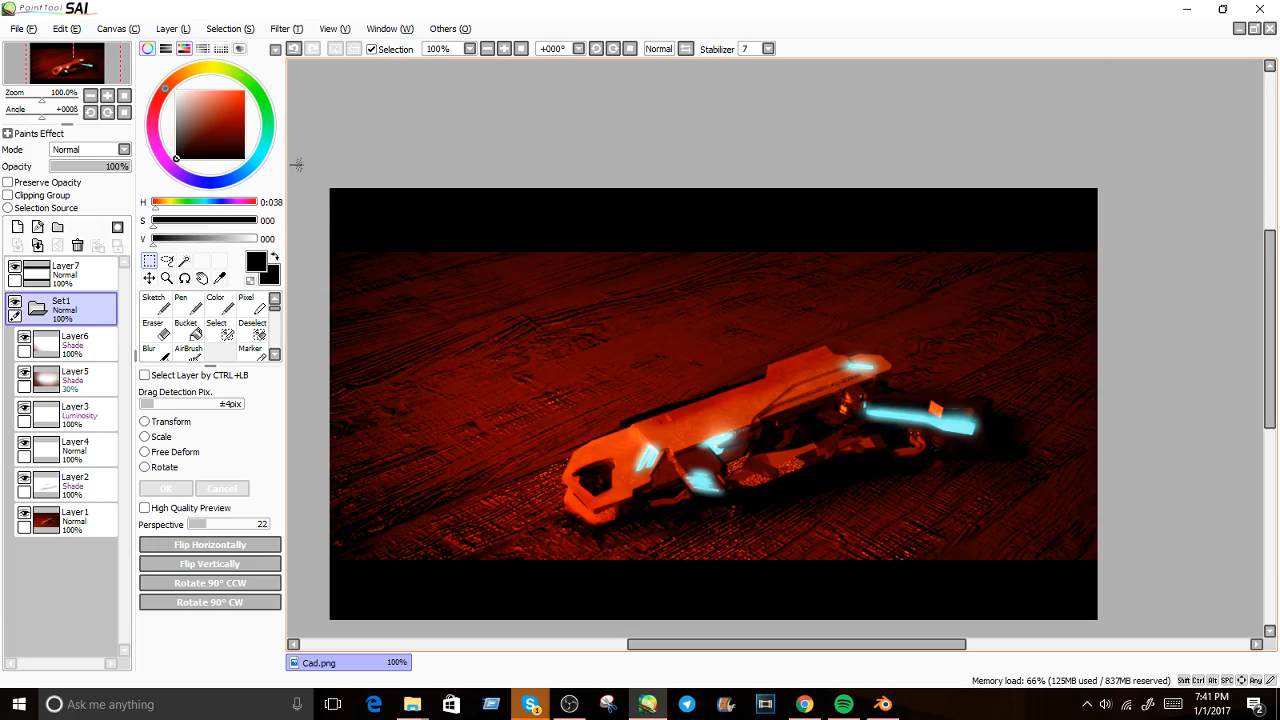 PaintTool SAI
File (F) Edit (E) Canvas (C) Layer (L) Selection (S) Filter (T) View (V) Window (W) Others (O)
Selection 100% +000° Normal Stabilizer 7
Zoom 100.0%
Angle +000δ
Paints Effect
Mode Normal
Opacity 100%
Preserve Opacity
Clipping Group
Selection Source
H 0:038
S 000
V 000
Layer7
Normal
100%
Set1
Normal
100%
Layer6
Shade
100%
Layer5
Shade
30%
Layer3
Luminosity
100%
Layer4
Normal
100%
Layer2
Shade
100%
Layer1
Normal
100%
Sketch Pen Color Pixel
Eraser Bucket Select Deselect
Blur AirBrush Marker
Select Layer by CTRL+LB
Drag Detection Pix.
±4pix
Transform
Scale
Free Deform
Rotate
OK Cancel
High Quality Preview
Perspective 22
Flip Horizontally
Flip Vertically
Rotate 90° CCW
Rotate 90° CW
Cad.png 100%
Memory load: 66% (125MB used / 837MB reserved) Shift Ctrl Alt SPC Any
Ask me anything
7:41 PM
1/1/2017